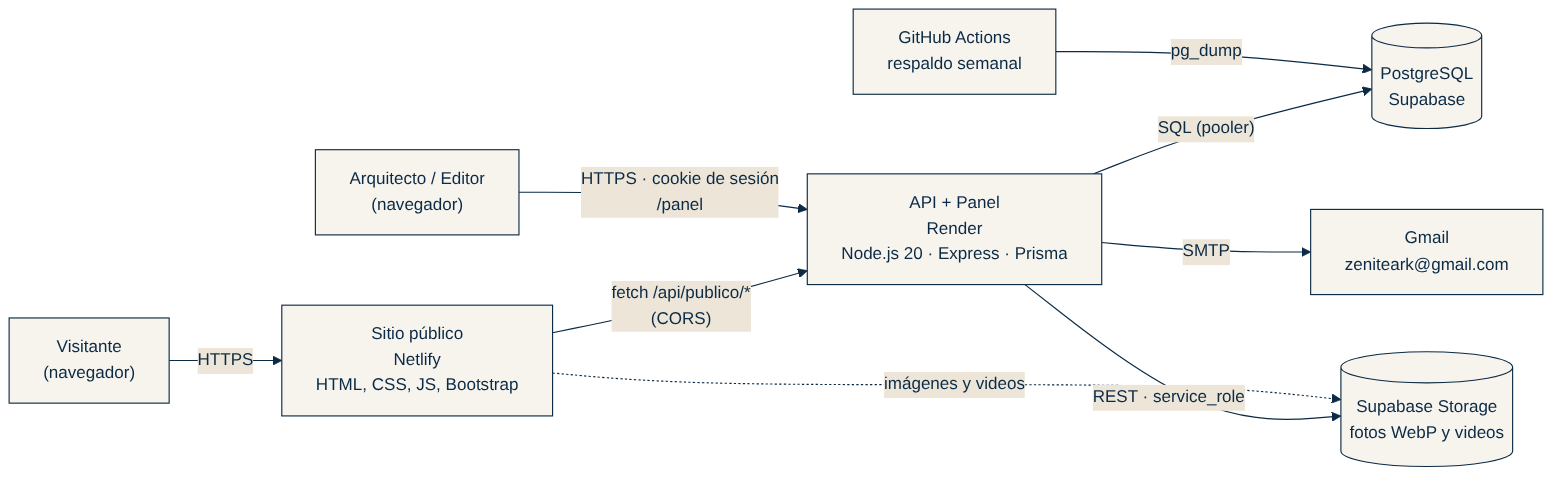 GitHub Actions
respaldo semanal
pg_dump
PostgreSQL
Supabase
SQL (pooler)
Arquitecto / Editor
(navegador)
HTTPS · cookie de sesión
/panel
API + Panel
Render
Node.js 20 · Express · Prisma
SMTP
Gmail
zeniteark@gmail.com
fetch /api/publico/*
(CORS)
Visitante
(navegador)
HTTPS
Sitio público
Netlify
HTML, CSS, JS, Bootstrap
imágenes y videos
REST · service_role
Supabase Storage
fotos WebP y videos